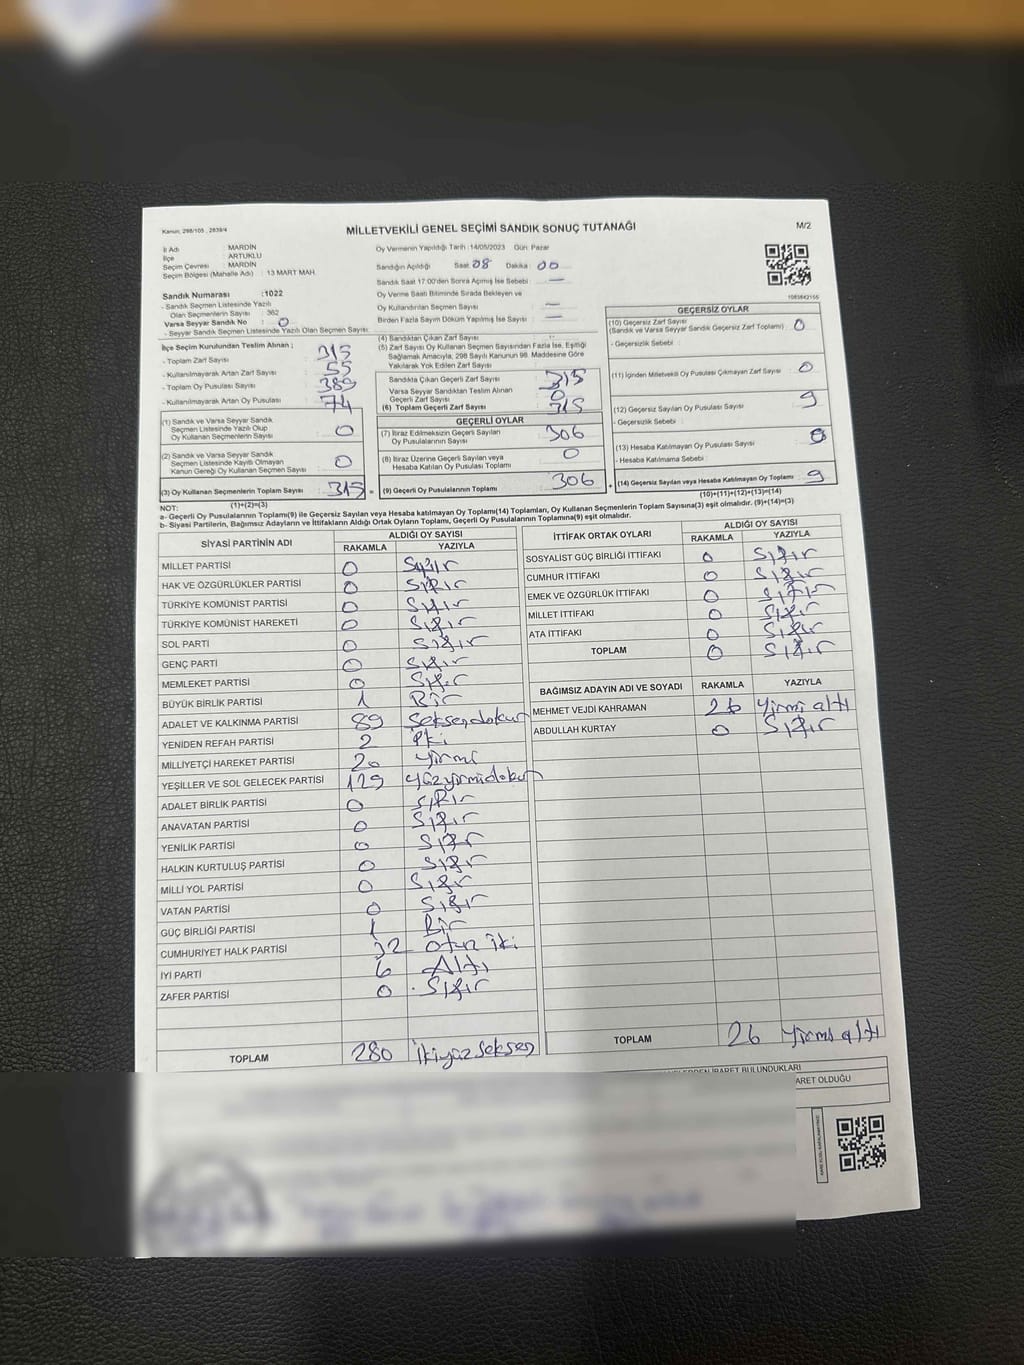 Kanun: 298/105, 2839/4
MİLLETVEKİLİ GENEL SEÇİMİ SANDIK SONUÇ TUTANAĞI
M/2
İl Adı : MARDİN
İlçe : ARTUKLU
Seçim Çevresi : MARDİN
Seçim Bölgesi (Mahalle Adı) : 13 MART MAH.
Sandık Numarası : 1022
- Sandık Seçmen Listesinde Yazılı
Olan Seçmenlerin Sayısı : 362
Varsa Seyyar Sandık No : 0
- Seyyar Sandık Seçmen Listesinde Yazılı Olan Seçmen Sayısı:
Oy Vermenin Yapıldığı Tarih :14/05/2023 Gün: Pazar
Sandığın Açıldığı Saat: 08 Dakika: 00
Sandık Saat 17:00'den Sonra Açımış İse Sebebi : —
Oy Verme Saati Bitiminde Sırada Bekleyen ve
Oy Kullandırılan Seçmen Sayısı : —
Birden Fazla Sayım Döküm Yapılmış İse Sayısı : —
1083842155
İlçe Seçim Kurulundan Teslim Alınan ;
- Toplam Zarf Sayısı : 315
- Kullanılmayarak Artan Zarf Sayısı : 55
- Toplam Oy Pusulası Sayısı : 389
- Kullanılmayarak Artan Oy Pusulası : 74
(1) Sandık ve Varsa Seyyar Sandık
Seçmen Listesinde Yazılı Olup
Oy Kullanan Seçmenlerin Sayısı : 0
(2) Sandık ve Varsa Seyyar Sandık
Seçmen Listesinde Kayıtlı Olmayan
Kanun Gereği Oy Kullanan Seçmen Sayısı : 0
(3) Oy Kullanan Seçmenlerin Toplam Sayısı : 315
(1)+(2)=(3)
(4) Sandıktan Çıkan Zarf Sayısı : —
(5) Zarf Sayısı Oy Kullanan Seçmen Sayısından Fazla İse, Eşitliği
Sağlamak Amacıyla, 298 Sayılı Kanunun 98. Maddesine Göre
Yakılarak Yok Edilen Zarf Sayısı :
Sandıkta Çıkan Geçerli Zarf Sayısı : 315
Varsa Seyyar Sandıktan Teslim Alınan
Geçerli Zarf Sayısı : 0
(6) Toplam Geçerli Zarf Sayısı : 315
GEÇERLİ OYLAR
(7) İtiraz Edilmeksizin Geçerli Sayılan
Oy Pusulalarının Sayısı : 306
(8) İtiraz Üzerine Geçerli Sayılan veya
Hesaba Katılan Oy Pusulası Toplamı : 0
(9) Geçerli Oy Pusulalarının Toplamı : 306
GEÇERSİZ OYLAR
(10) Geçersiz Zarf Sayısı
(Sandık ve Varsa Seyyar Sandık Geçersiz Zarf Toplamı) : 0
- Geçersizlik Sebebi :
(11) İçinden Milletvekili Oy Pusulası Çıkmayan Zarf Sayısı : 0
(12) Geçersiz Sayılan Oy Pusulası Sayısı : 9
- Geçersizlik Sebebi :
(13) Hesaba Katılmayan Oy Pusulası Sayısı : 0
- Hesaba Katılmama Sebebi :
(14) Geçersiz Sayılan veya Hesaba Katılmayan Oy Toplamı : 9
(10)+(11)+(12)+(13)=(14)
NOT:
a- Geçerli Oy Pusulalarının Toplamı(9) ile Geçersiz Sayılan veya Hesaba katılmayan Oy Toplamı(14) Toplamları, Oy Kullanan Seçmenlerin Toplam Sayısına(3) eşit olmalıdır. (9)+(14)=(3)
b- Siyasi Partilerin, Bağımsız Adayların ve İttifakların Aldığı Ortak Oyların Toplamı, Geçerli Oy Pusulalarının Toplamına(9) eşit olmalıdır.
SİYASİ PARTİNİN ADI ALDIĞI OY SAYISI
RAKAMLA YAZIYLA
MİLLET PARTİSİ 0 Sıfır
HAK VE ÖZGÜRLÜKLER PARTİSİ 0 Sıfır
TÜRKİYE KOMÜNİST PARTİSİ 0 Sıfır
TÜRKİYE KOMÜNİST HAREKETİ 0 Sıfır
SOL PARTİ 0 Sıfır
GENÇ PARTİ 0 Sıfır
MEMLEKET PARTİSİ 0 Sıfır
BÜYÜK BİRLİK PARTİSİ 1 Bir
ADALET VE KALKINMA PARTİSİ 89 Seksendokuz
YENİDEN REFAH PARTİSİ 2 İki
MİLLİYETÇİ HAREKET PARTİSİ 20 Yirmi
YEŞİLLER VE SOL GELECEK PARTİSİ 129 Yüzyirmidokuz
ADALET BİRLİK PARTİSİ 0 Sıfır
ANAVATAN PARTİSİ 0 Sıfır
YENİLİK PARTİSİ 0 Sıfır
HALKIN KURTULUŞ PARTİSİ 0 Sıfır
MİLLİ YOL PARTİSİ 0 Sıfır
VATAN PARTİSİ 0 Sıfır
GÜÇ BİRLİĞİ PARTİSİ 1 Bir
CUMHURİYET HALK PARTİSİ 32 Otuz iki
İYİ PARTİ 6 Altı
ZAFER PARTİSİ 0 Sıfır
TOPLAM 280 İkiyüz Seksen
İTTİFAK ORTAK OYLARI ALDIĞI OY SAYISI
RAKAMLA YAZIYLA
SOSYALİST GÜÇ BİRLİĞİ İTTİFAKI 0 Sıfır
CUMHUR İTTİFAKI 0 Sıfır
EMEK VE ÖZGÜRLÜK İTTİFAKI 0 Sıfır
MİLLET İTTİFAKI 0 Sıfır
ATA İTTİFAKI 0 Sıfır
TOPLAM 0 Sıfır
BAĞIMSIZ ADAYIN ADI VE SOYADI RAKAMLA YAZIYLA
MEHMET VEJDİ KAHRAMAN 26 Yirmi altı
ABDULLAH KURTAY 0 Sıfır
TOPLAM 26 Yirmi altı
BULUNDUKLARI
ARET OLDUĞU